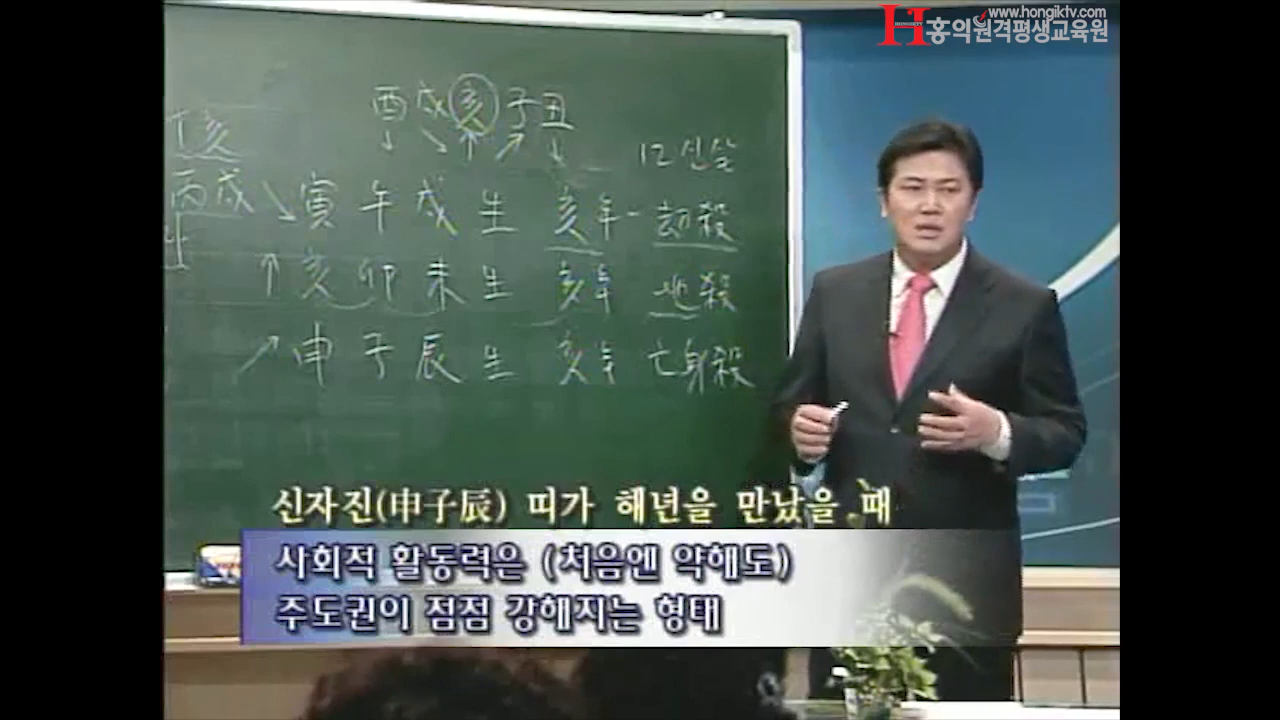 www.hongiktv.com
H 홍익원격평생교육원
HONGIKTV
酉 戌 亥 子 丑
12신살
丁亥
丙戌
寅 午 戌 生 亥年 - 劫殺
亥 卯 未 生 亥年 地殺
申 子 辰 生 亥年 亡身殺
신자진(申子辰) 띠가 해년을 만났을 때
사회적 활동력은 (처음엔 약해도)
주도권이 점점 강해지는 형태